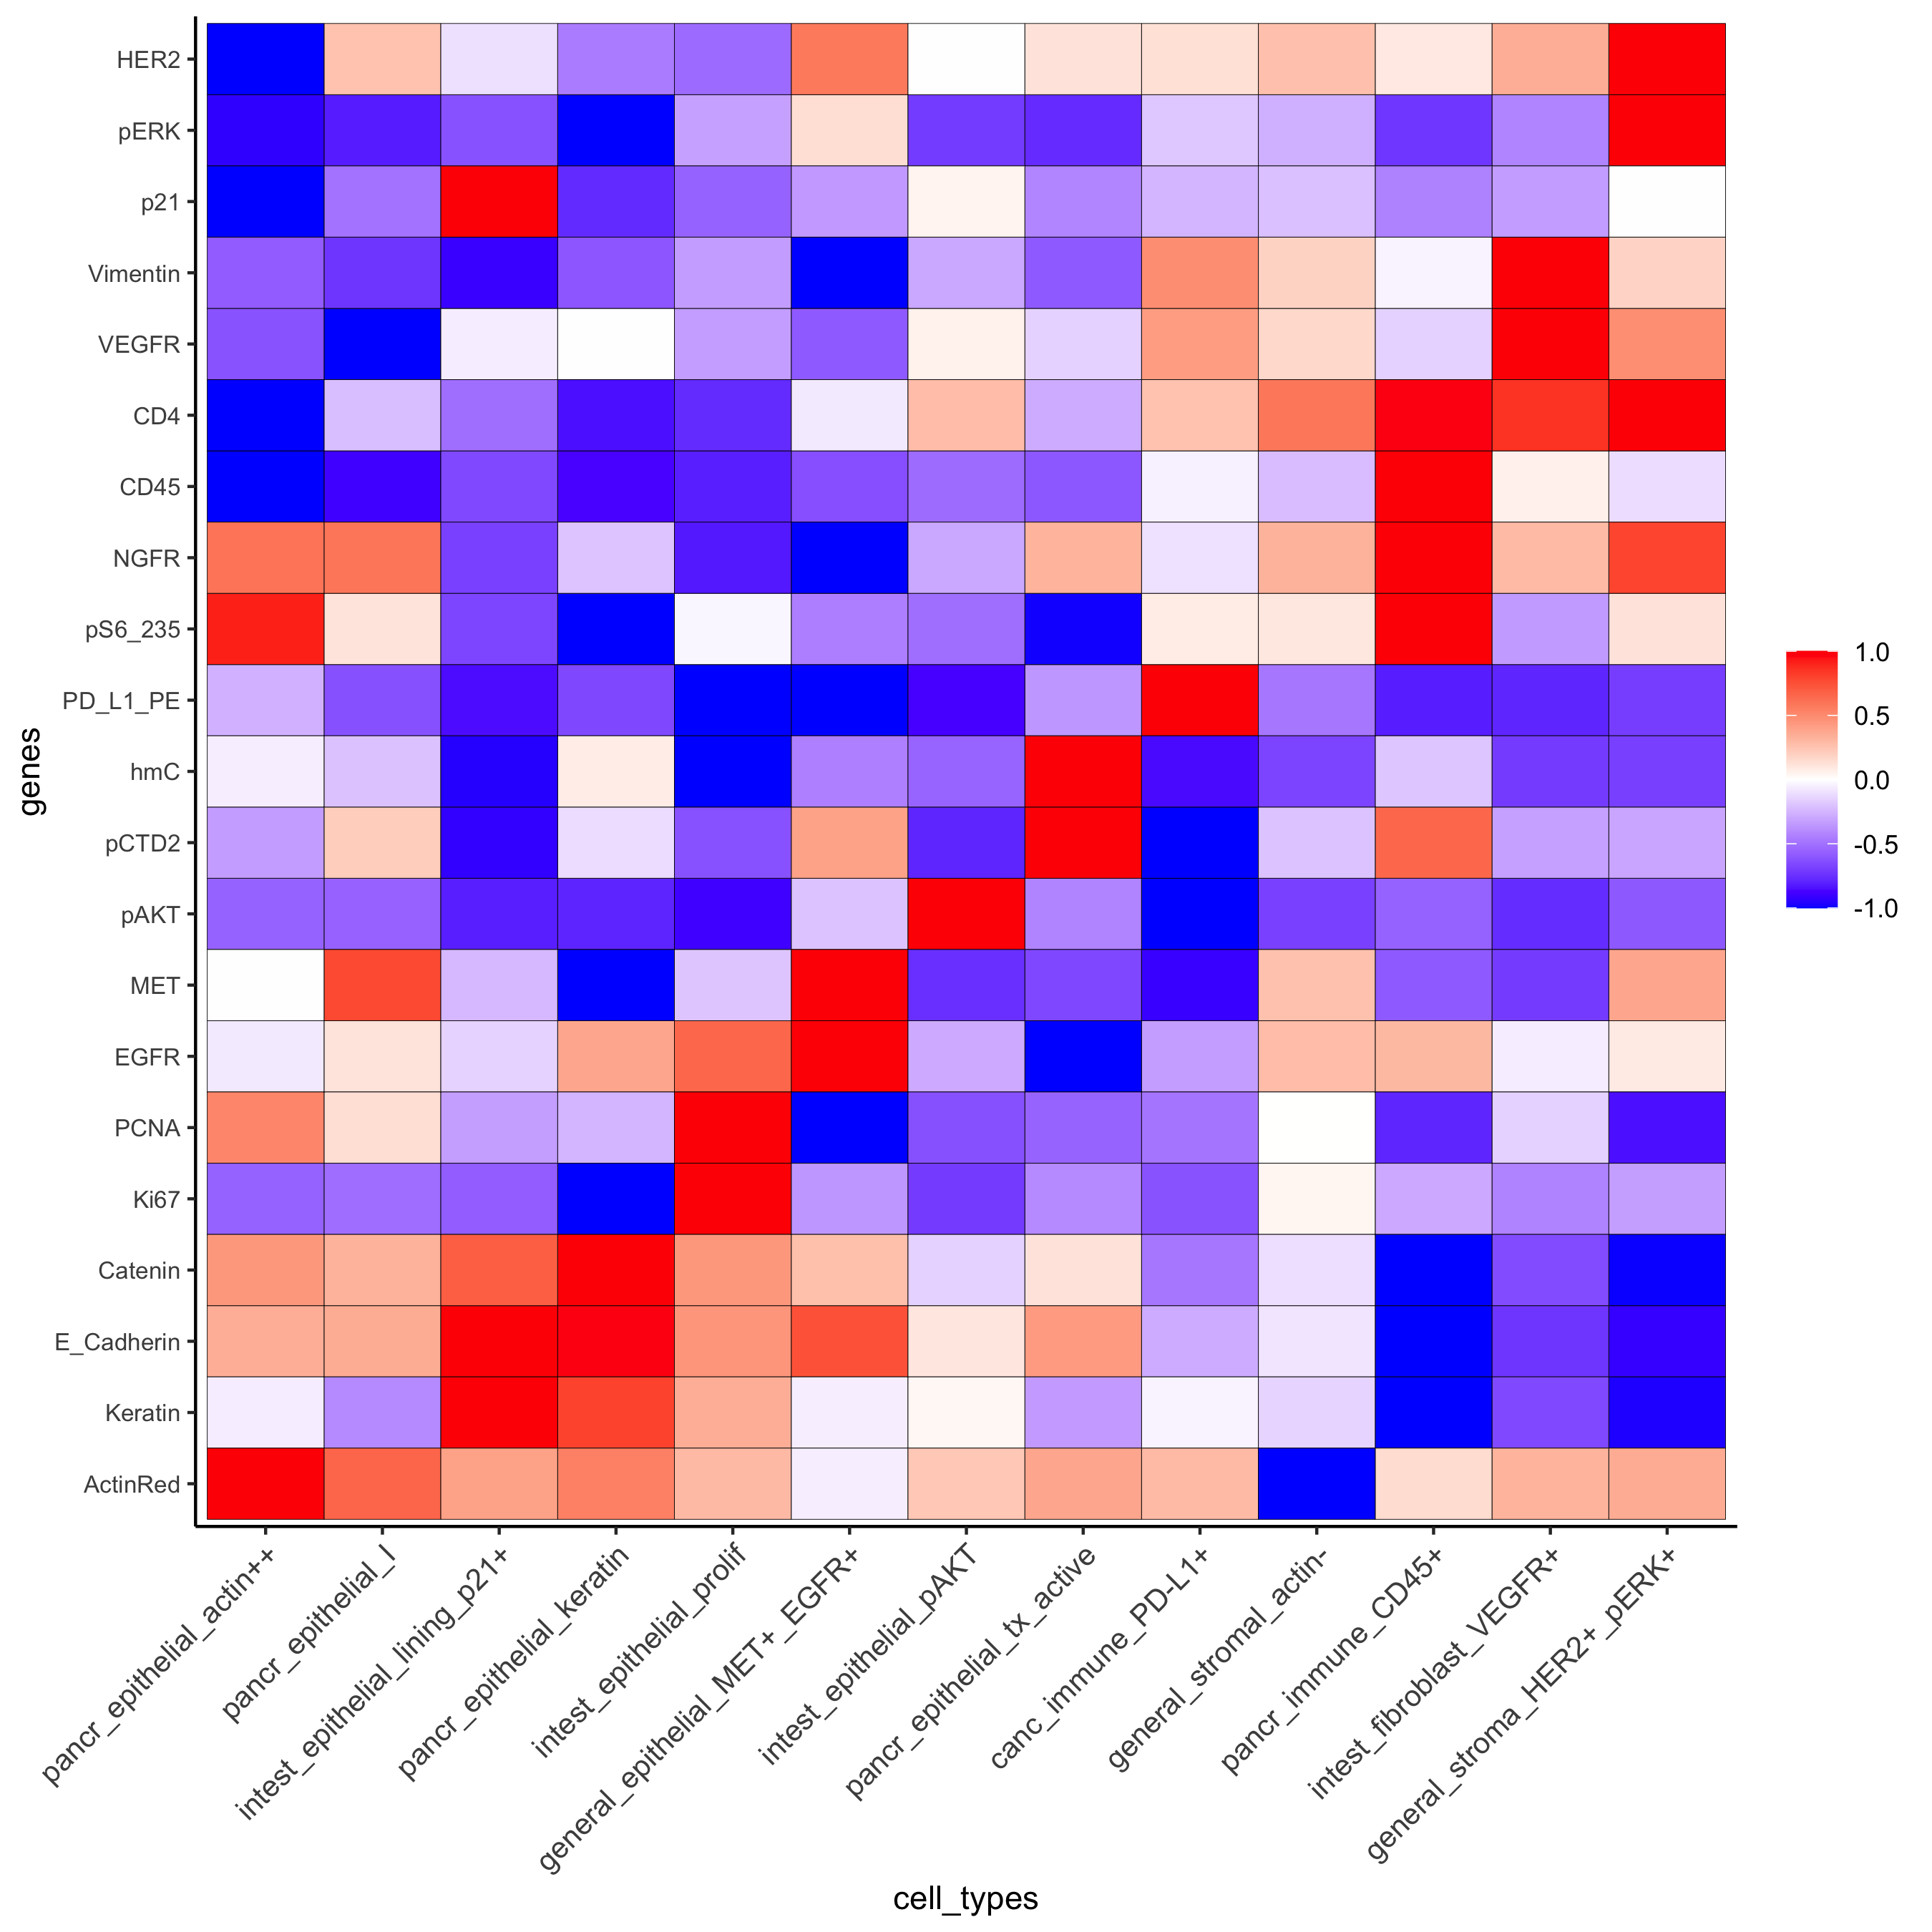 genes
HER2
pERK
p21
Vimentin
VEGFR
CD4
CD45
NGFR
pS6_235
PD_L1_PE
hmC
pCTD2
pAKT
MET
EGFR
PCNA
Ki67
Catenin
E_Cadherin
Keratin
ActinRed
pancr_epithelial_actin++
pancr_epithelial_I
intest_epithelial_lining_p21+
pancr_epithelial_keratin
intest_epithelial_prolif
general_epithelial_MET+_EGFR+
intest_epithelial_pAKT
pancr_epithelial_tx_active
canc_immune_PD-L1+
general_stromal_actin-
pancr_immune_CD45+
intest_fibroblast_VEGFR+
general_stroma_HER2+_pERK+
cell_types
1.0
0.5
0.0
-0.5
-1.0